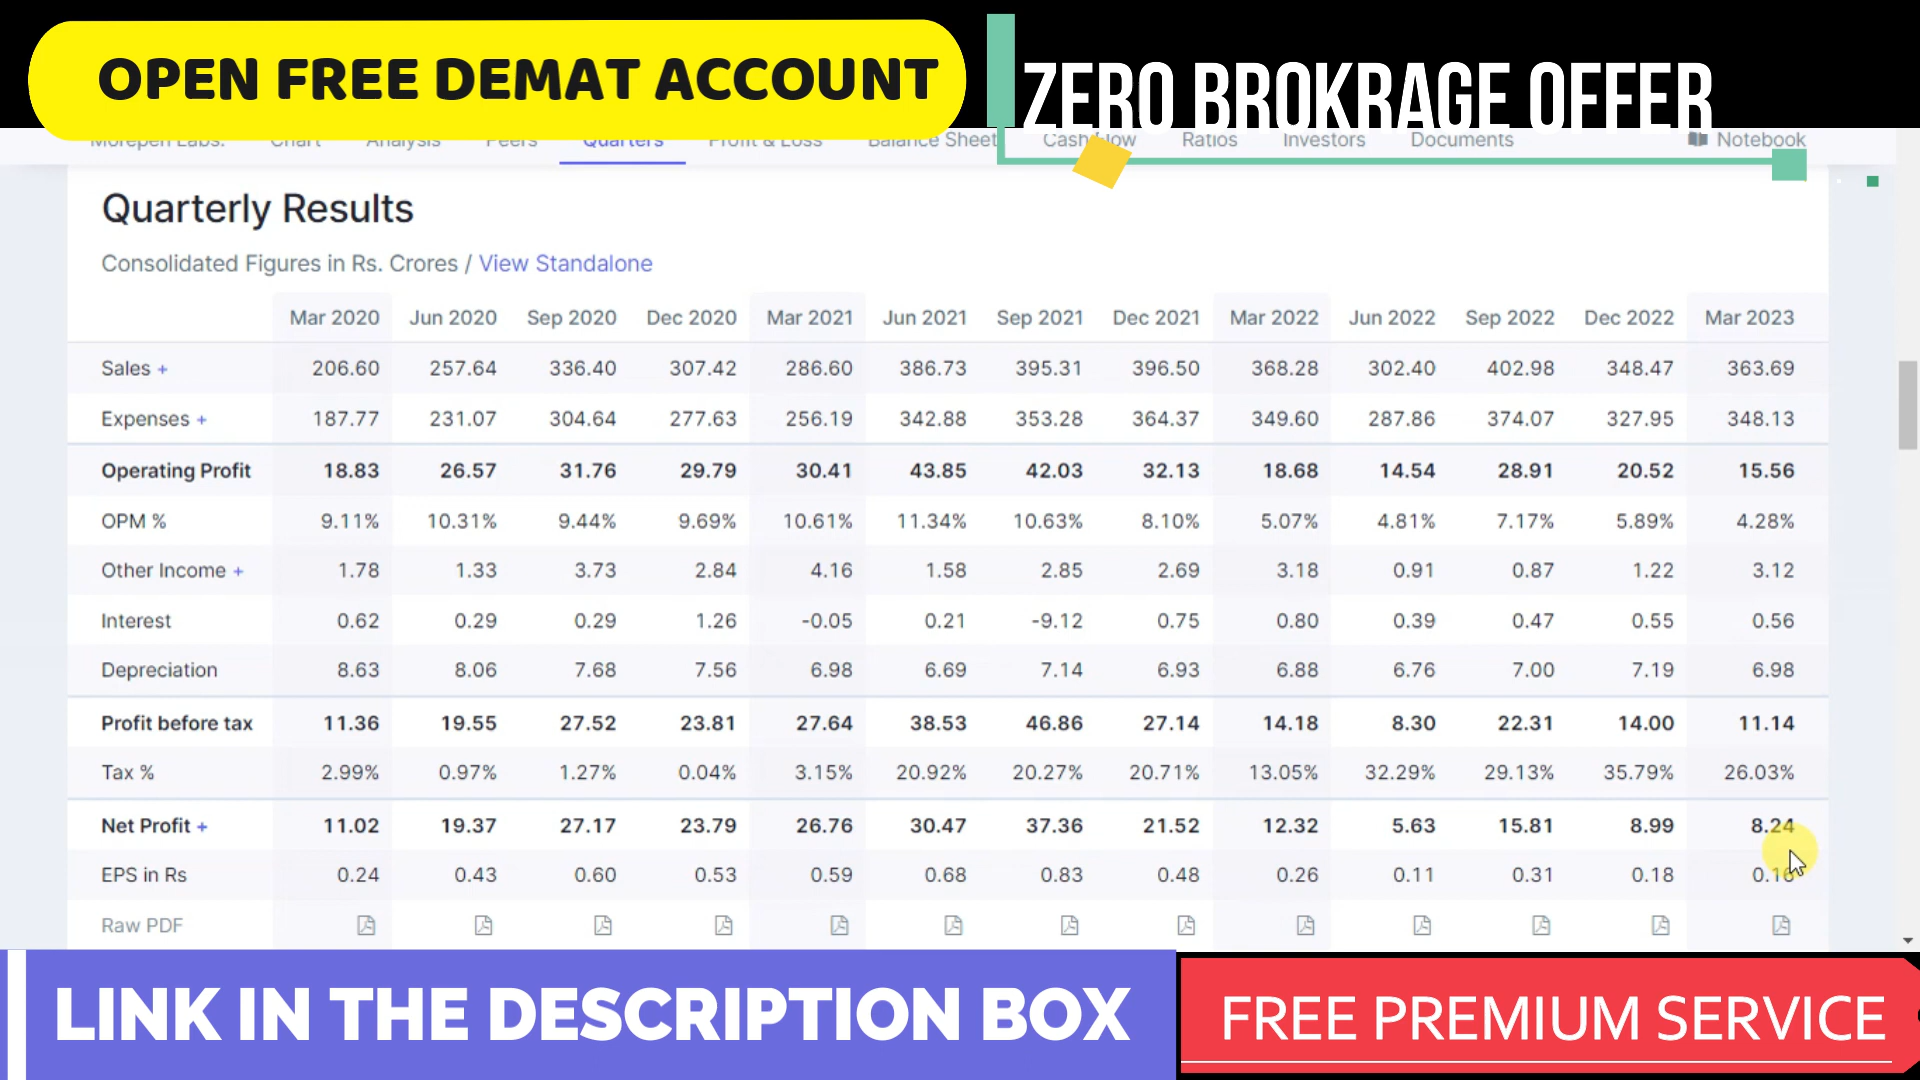 OPEN FREE DEMAT ACCOUNT
ZERO BROKRAGE OFFER
Morepen Labs. Chart Analysis Peers Quarters Profit & Loss Balance Sheet Cash Flow Ratios Investors Documents Notebook
Quarterly Results
Consolidated Figures in Rs. Crores / View Standalone
Mar 2020 Jun 2020 Sep 2020 Dec 2020 Mar 2021 Jun 2021 Sep 2021 Dec 2021 Mar 2022 Jun 2022 Sep 2022 Dec 2022 Mar 2023
Sales + 206.60 257.64 336.40 307.42 286.60 386.73 395.31 396.50 368.28 302.40 402.98 348.47 363.69
Expenses + 187.77 231.07 304.64 277.63 256.19 342.88 353.28 364.37 349.60 287.86 374.07 327.95 348.13
Operating Profit 18.83 26.57 31.76 29.79 30.41 43.85 42.03 32.13 18.68 14.54 28.91 20.52 15.56
OPM % 9.11% 10.31% 9.44% 9.69% 10.61% 11.34% 10.63% 8.10% 5.07% 4.81% 7.17% 5.89% 4.28%
Other Income + 1.78 1.33 3.73 2.84 4.16 1.58 2.85 2.69 3.18 0.91 0.87 1.22 3.12
Interest 0.62 0.29 0.29 1.26 -0.05 0.21 -9.12 0.75 0.80 0.39 0.47 0.55 0.56
Depreciation 8.63 8.06 7.68 7.56 6.98 6.69 7.14 6.93 6.88 6.76 7.00 7.19 6.98
Profit before tax 11.36 19.55 27.52 23.81 27.64 38.53 46.86 27.14 14.18 8.30 22.31 14.00 11.14
Tax % 2.99% 0.97% 1.27% 0.04% 3.15% 20.92% 20.27% 20.71% 13.05% 32.29% 29.13% 35.79% 26.03%
Net Profit + 11.02 19.37 27.17 23.79 26.76 30.47 37.36 21.52 12.32 5.63 15.81 8.99 8.24
EPS in Rs 0.24 0.43 0.60 0.53 0.59 0.68 0.83 0.48 0.26 0.11 0.31 0.18 0.16
Raw PDF
LINK IN THE DESCRIPTION BOX
FREE PREMIUM SERVICE